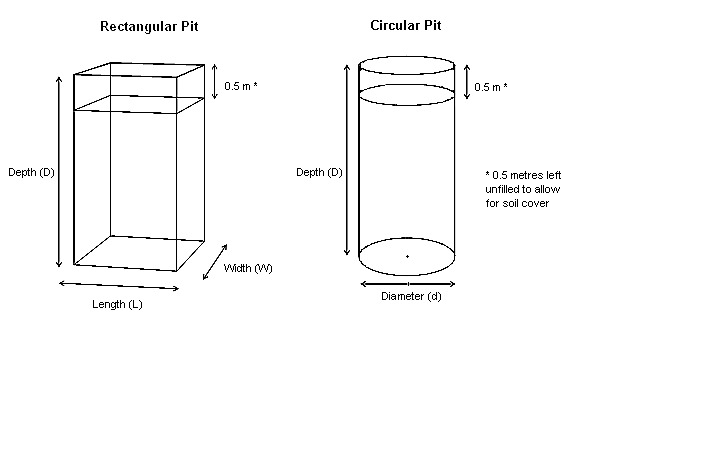 Rectangular Pit
Circular Pit
0.5 m *
0.5 m *
Depth (D)
Depth (D)
* 0.5 metres left
unfilled to allow
for soil cover
Width (W)
Length (L)
Diameter (d)